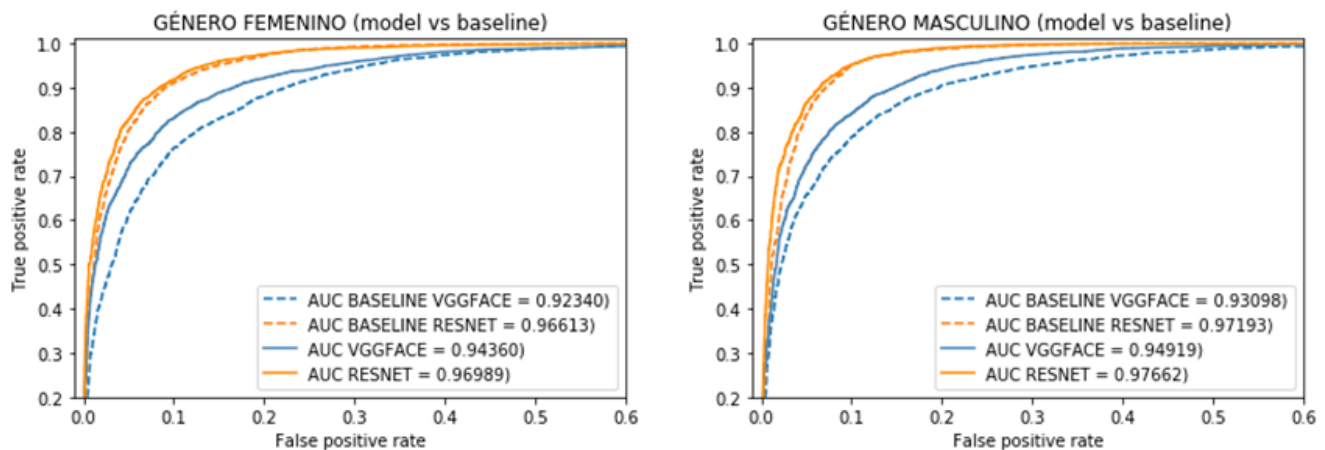 GÉNERO FEMENINO (model vs baseline)
True positive rate
1.0
0.9
0.8
0.7
0.6
0.5
0.4
0.3
0.2
AUC BASELINE VGGFACE = 0.92340)
AUC BASELINE RESNET = 0.96613)
AUC VGGFACE = 0.94360)
AUC RESNET = 0.96989)
0.0 0.1 0.2 0.3 0.4 0.5 0.6
False positive rate
GÉNERO MASCULINO (model vs baseline)
True positive rate
1.0
0.9
0.8
0.7
0.6
0.5
0.4
0.3
0.2
AUC BASELINE VGGFACE = 0.93098)
AUC BASELINE RESNET = 0.97193)
AUC VGGFACE = 0.94919)
AUC RESNET = 0.97662)
0.0 0.1 0.2 0.3 0.4 0.5 0.6
False positive rate